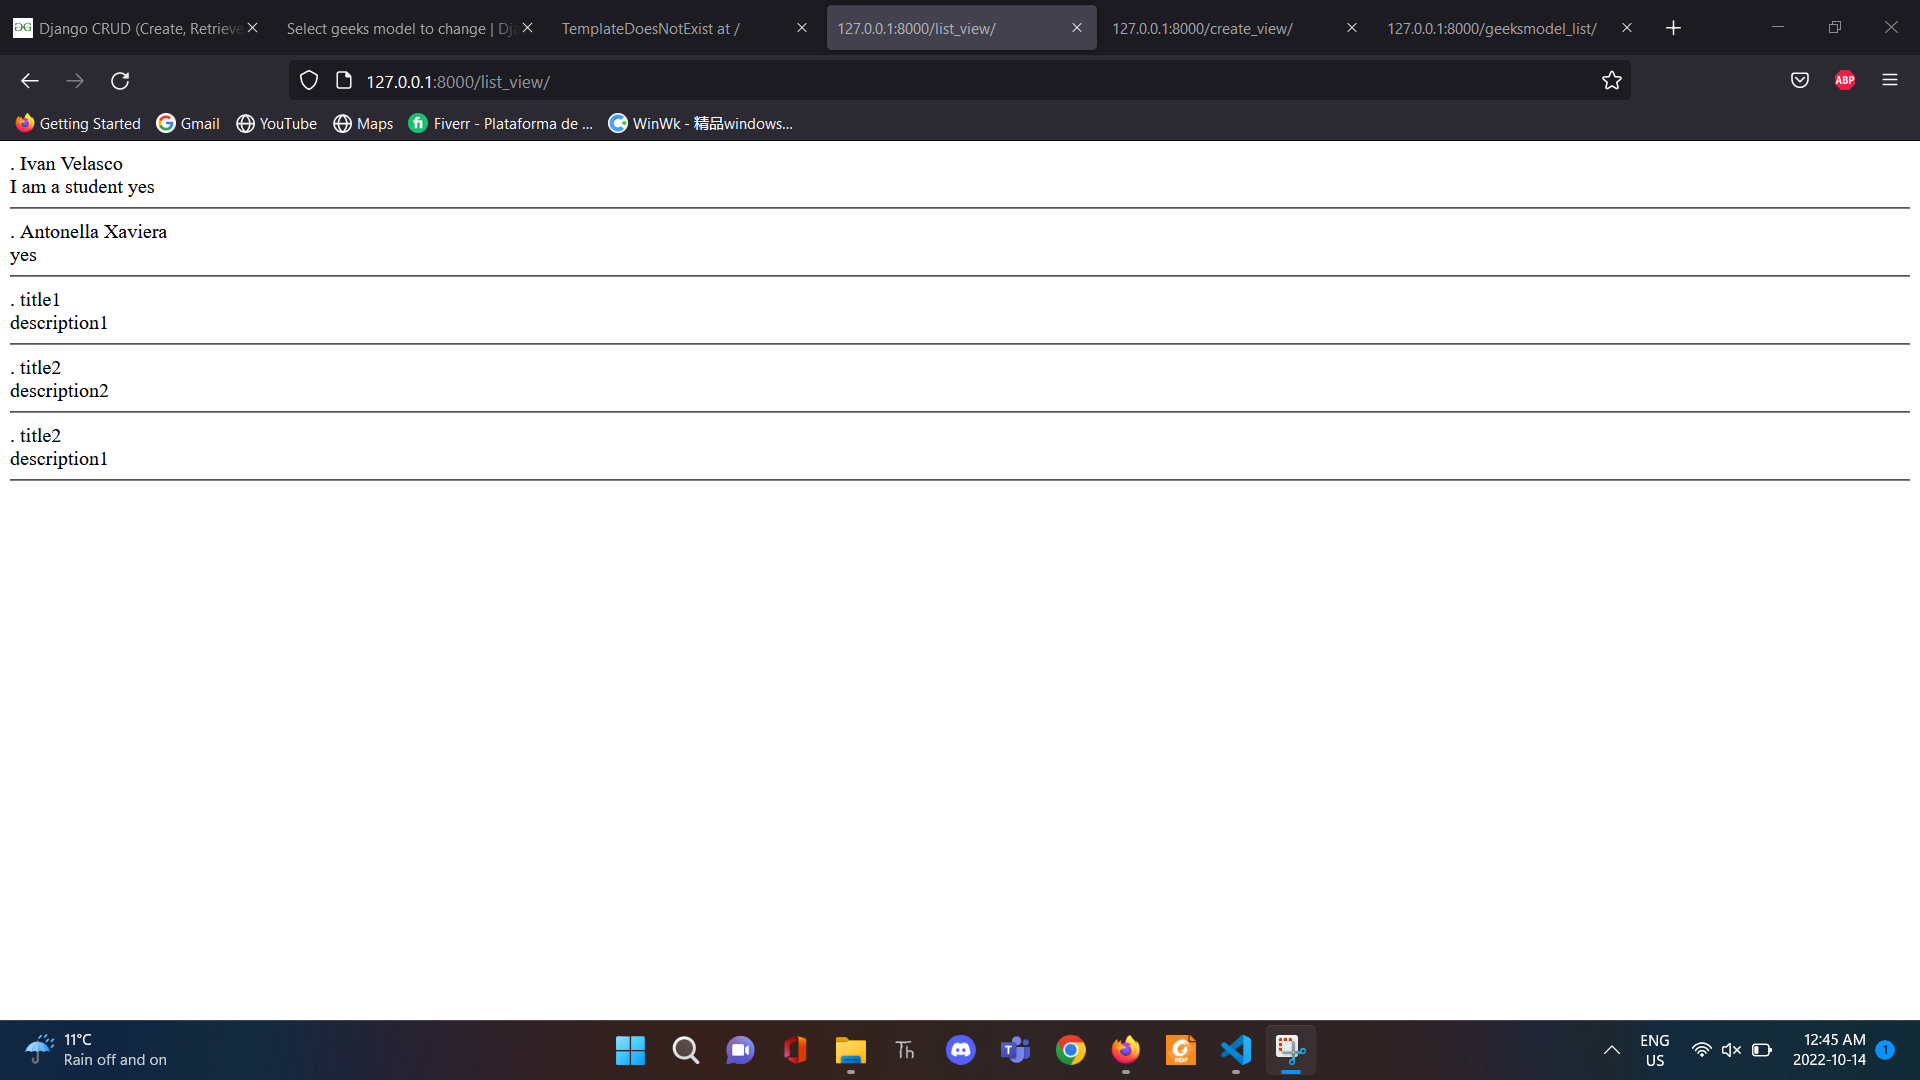 Django CRUD (Create, Retrieve
Select geeks model to change | Dja
TemplateDoesNotExist at /
127.0.0.1:8000/list_view/
127.0.0.1:8000/create_view/
127.0.0.1:8000/geeksmodel_list/
127.0.0.1:8000/list_view/
ABP
Getting Started
Gmail
YouTube
Maps
Fiverr - Plataforma de ...
WinWk - 精品windows...
. Ivan Velasco
I am a student yes
. Antonella Xaviera
yes
. title1
description1
. title2
description2
. title2
description1
11°C
Rain off and on
Th
PDF
ENG
US
12:45 AM
2022-10-14
1